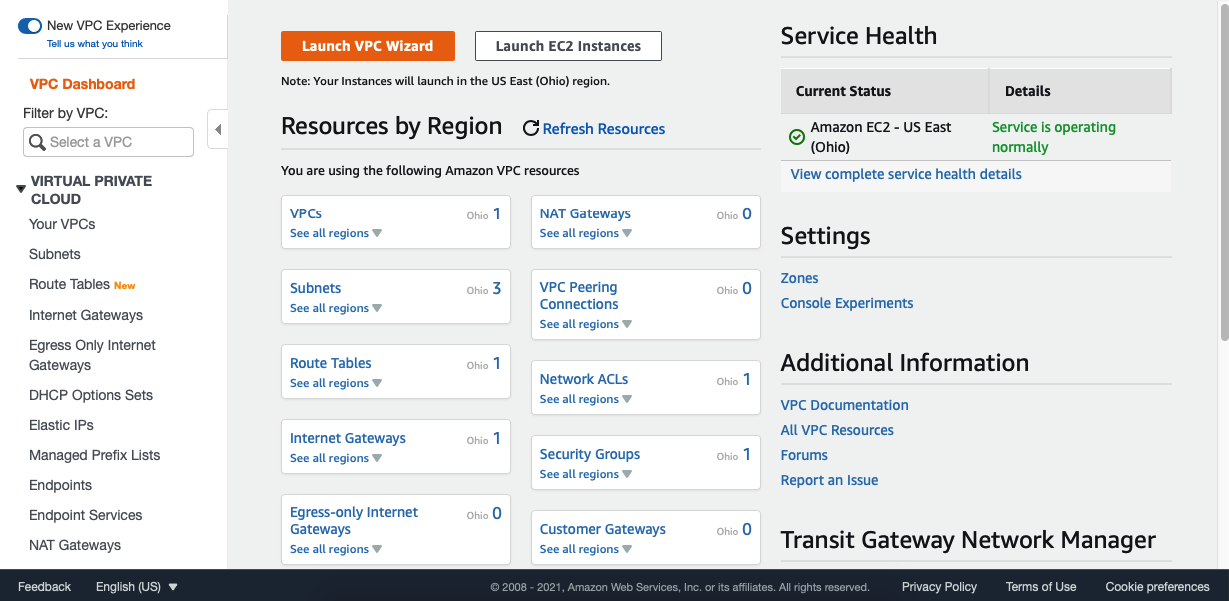 New VPC Experience
Tell us what you think
VPC Dashboard
Filter by VPC:
Select a VPC
VIRTUAL PRIVATE
CLOUD
Your VPCs
Subnets
Route Tables New
Internet Gateways
Egress Only Internet
Gateways
DHCP Options Sets
Elastic IPs
Managed Prefix Lists
Endpoints
Endpoint Services
NAT Gateways
Launch VPC Wizard
Launch EC2 Instances
Note: Your Instances will launch in the US East (Ohio) region.
Resources by Region
Refresh Resources
You are using the following Amazon VPC resources
VPCs Ohio 1
See all regions
Subnets Ohio 3
See all regions
Route Tables Ohio 1
See all regions
Internet Gateways Ohio 1
See all regions
Egress-only Internet Ohio 0
Gateways
See all regions
NAT Gateways Ohio 0
See all regions
VPC Peering Ohio 0
Connections
See all regions
Network ACLs Ohio 1
See all regions
Security Groups Ohio 1
See all regions
Customer Gateways Ohio 0
See all regions
Service Health
Current Status Details
Amazon EC2 - US East Service is operating
(Ohio) normally
View complete service health details
Settings
Zones
Console Experiments
Additional Information
VPC Documentation
All VPC Resources
Forums
Report an Issue
Transit Gateway Network Manager
Feedback English (US) © 2008 - 2021, Amazon Web Services, Inc. or its affiliates. All rights reserved. Privacy Policy Terms of Use Cookie preferences